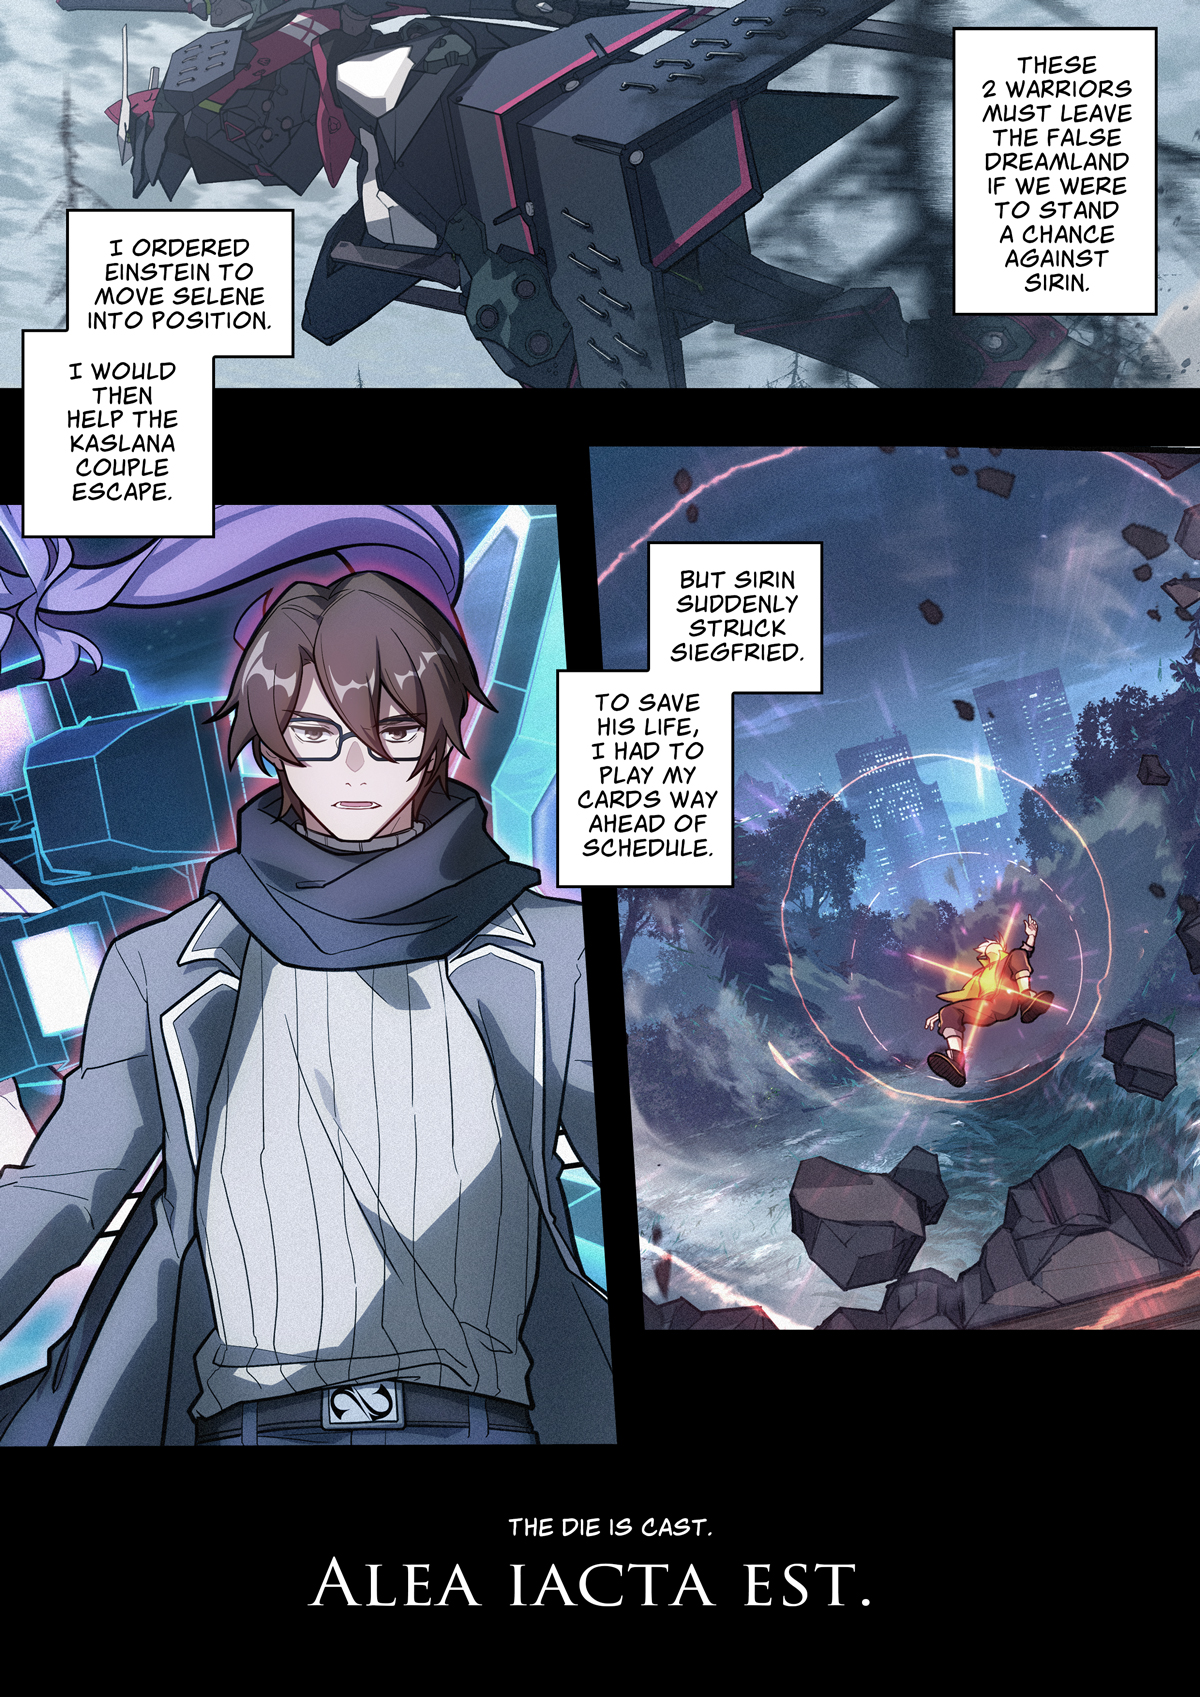 THESE
2 WARRIORS
MUST LEAVE
THE FALSE
DREAMLAND
IF WE WERE
TO STAND
A CHANCE
AGAINST
SIRIN.
I ORDERED
EINSTEIN TO
MOVE SELENE
INTO POSITION.
I WOULD
THEN
HELP THE
KASLANA
COUPLE
ESCAPE.
BUT SIRIN
SUDDENLY
STRUCK
SIEGFRIED.
TO SAVE
HIS LIFE,
I HAD TO
PLAY MY
CARDS WAY
AHEAD OF
SCHEDULE.
THE DIE IS CAST.
ALEA IACTA EST.